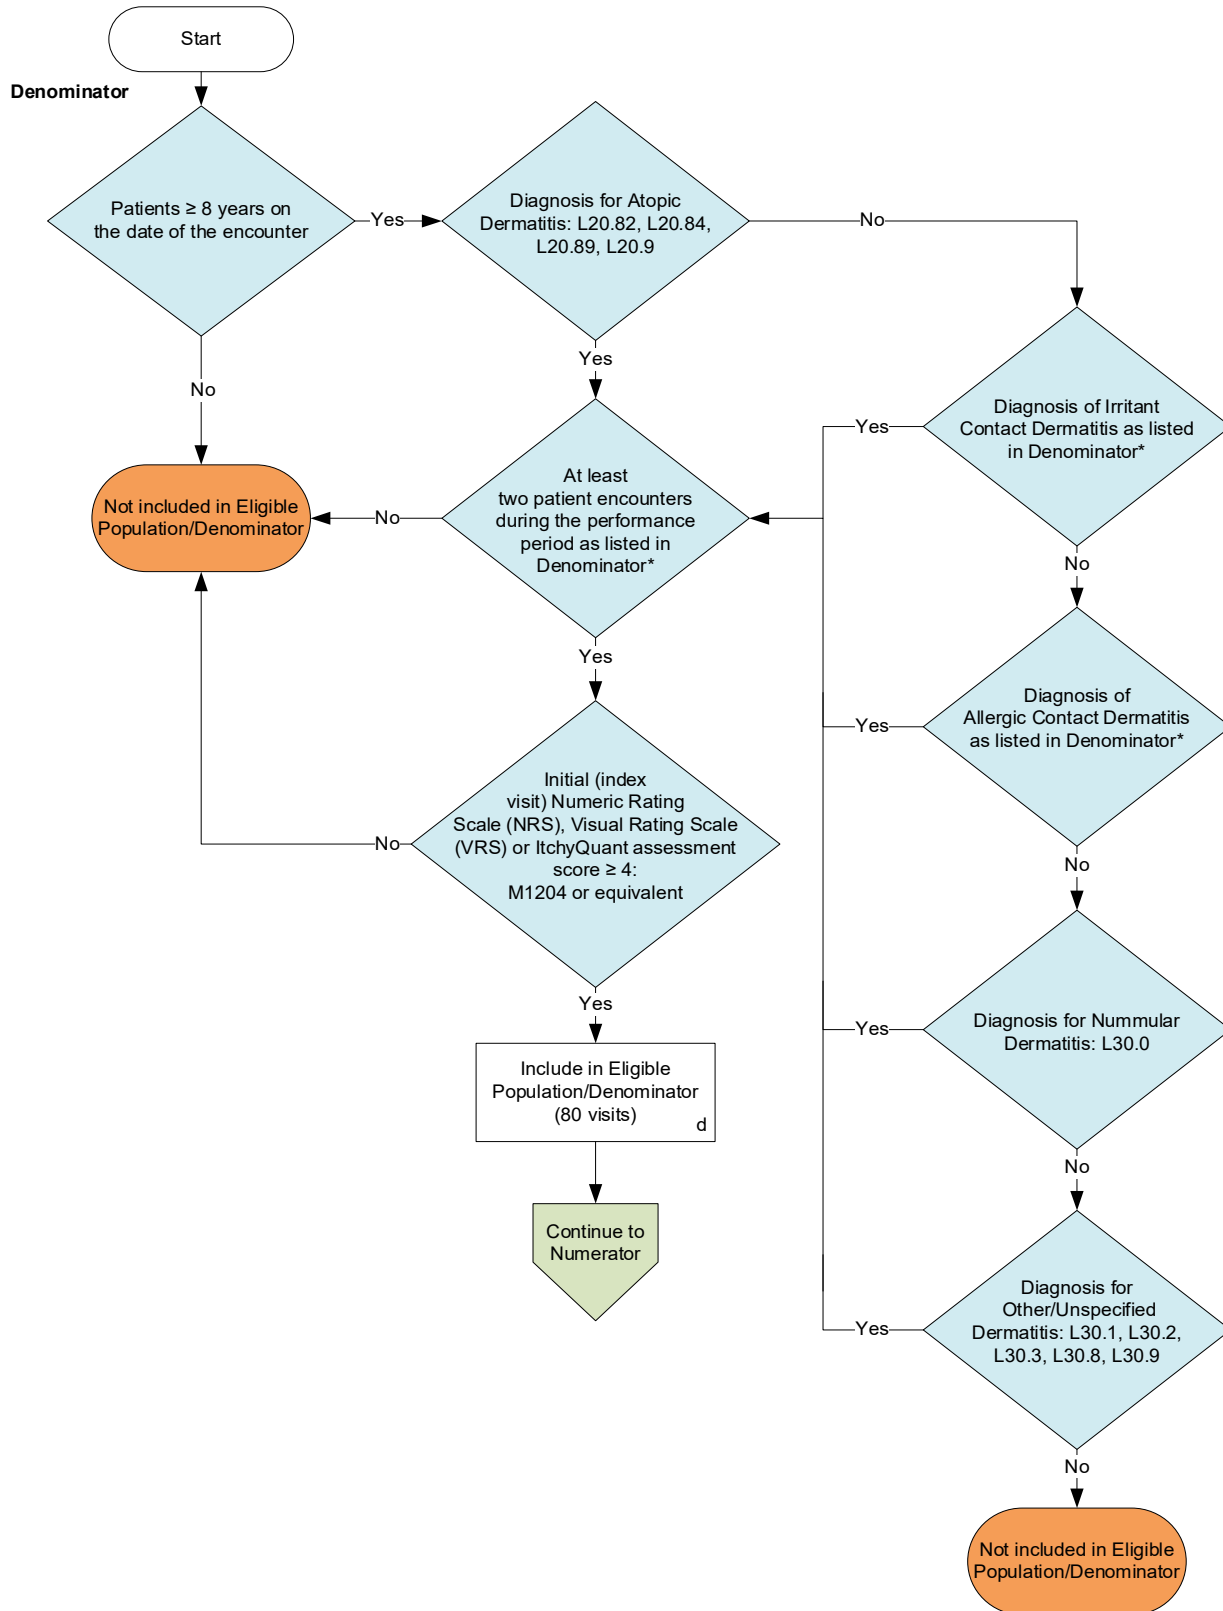 Start
Denominator
Patients ≥ 8 years on
the date of the encounter
Yes
No
Diagnosis for Atopic
Dermatitis: L20.82, L20.84,
L20.89, L20.9
No
Yes
Diagnosis of Irritant
Contact Dermatitis as listed
in Denominator*
Yes
No
At least
two patient encounters
during the performance
period as listed in
Denominator*
No
Yes
Not included in Eligible
Population/Denominator
Diagnosis of
Allergic Contact Dermatitis
as listed in Denominator*
Yes
No
Initial (index
visit) Numeric Rating
Scale (NRS), Visual Rating Scale
(VRS) or ItchyQuant assessment
score ≥ 4:
M1204 or equivalent
No
Yes
Diagnosis for Nummular
Dermatitis: L30.0
Yes
No
Include in Eligible
Population/Denominator
(80 visits)
d
Continue to
Numerator
Diagnosis for
Other/Unspecified
Dermatitis: L30.1, L30.2,
L30.3, L30.8, L30.9
Yes
No
Not included in Eligible
Population/Denominator